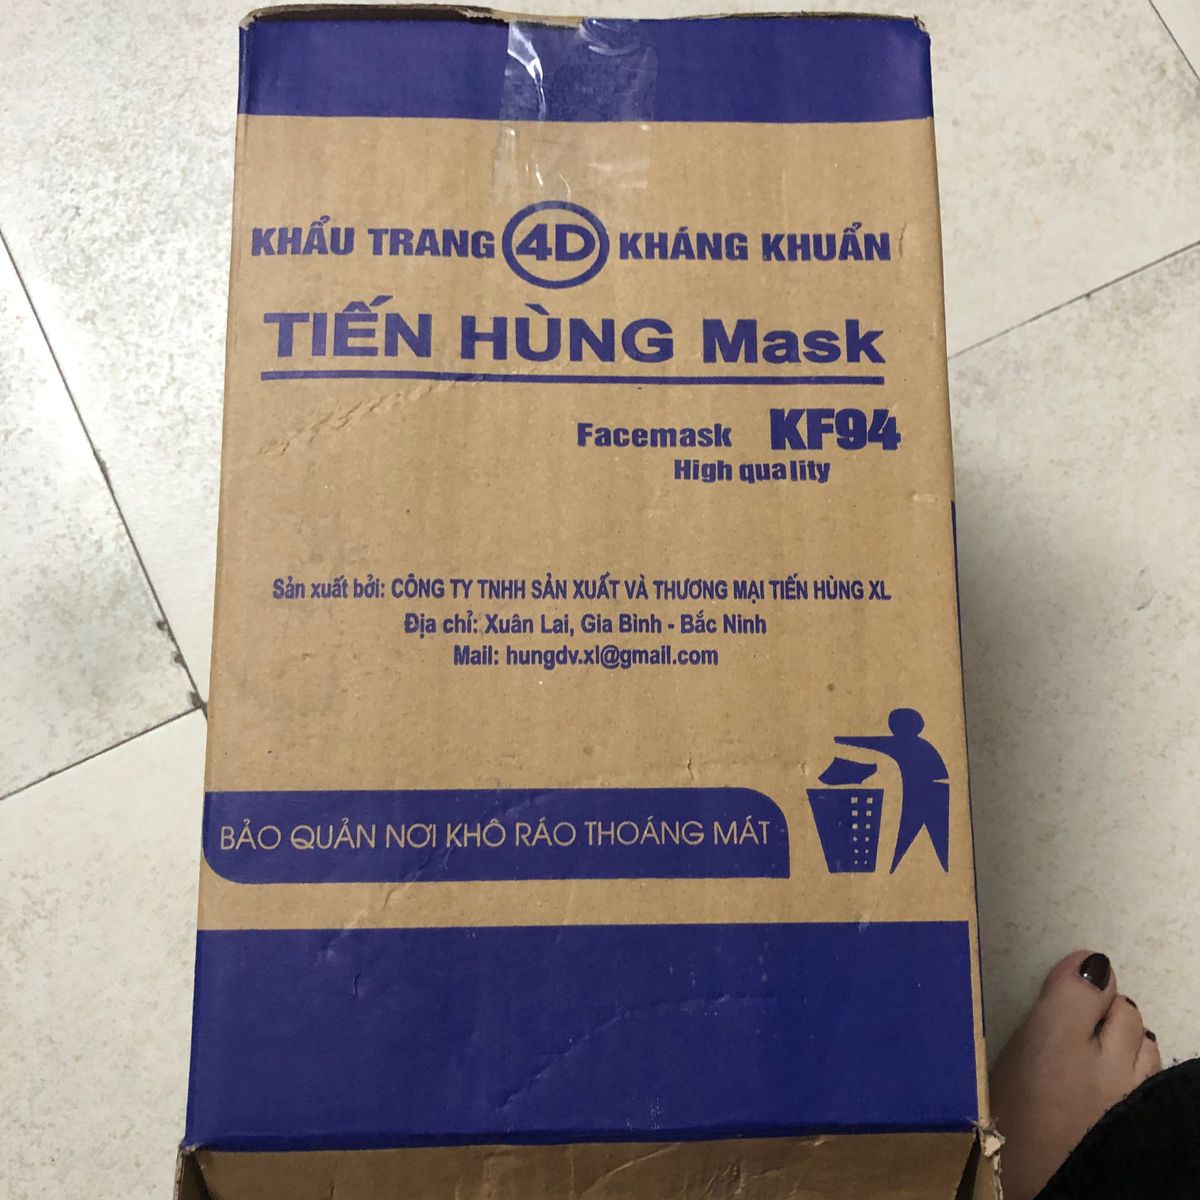 KHẨU TRANG 4D KHÁNG KHUẨN
TIẾN HÙNG Mask
Facemask KF94
High quality
Sản xuất bởi: CÔNG TY TNHH SẢN XUẤT VÀ THƯƠNG MẠI TIẾN HÙNG XL
Địa chỉ: Xuân Lai, Gia Bình - Bắc Ninh
Mail: hungdv.xl@gmail.com
BẢO QUẢN NƠI KHÔ RÁO THOÁNG MÁT